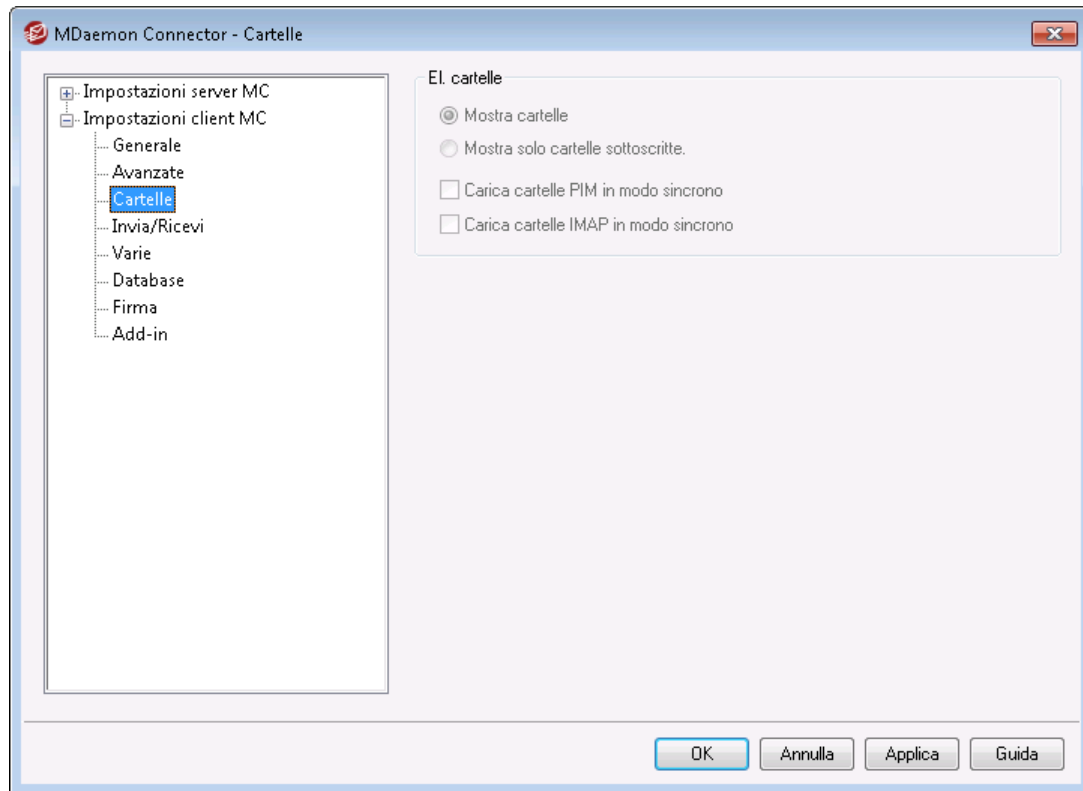 MDaemon Connector - Cartelle
Impostazioni server MC
Impostazioni client MC
Generale
Avanzate
Cartelle
Invia/Ricevi
Varie
Database
Firma
Add-in
El. cartelle
Mostra cartelle
Mostra solo cartelle sottoscritte.
Carica cartelle PIM in modo sincrono
Carica cartelle IMAP in modo sincrono
OK Annulla Applica Guida